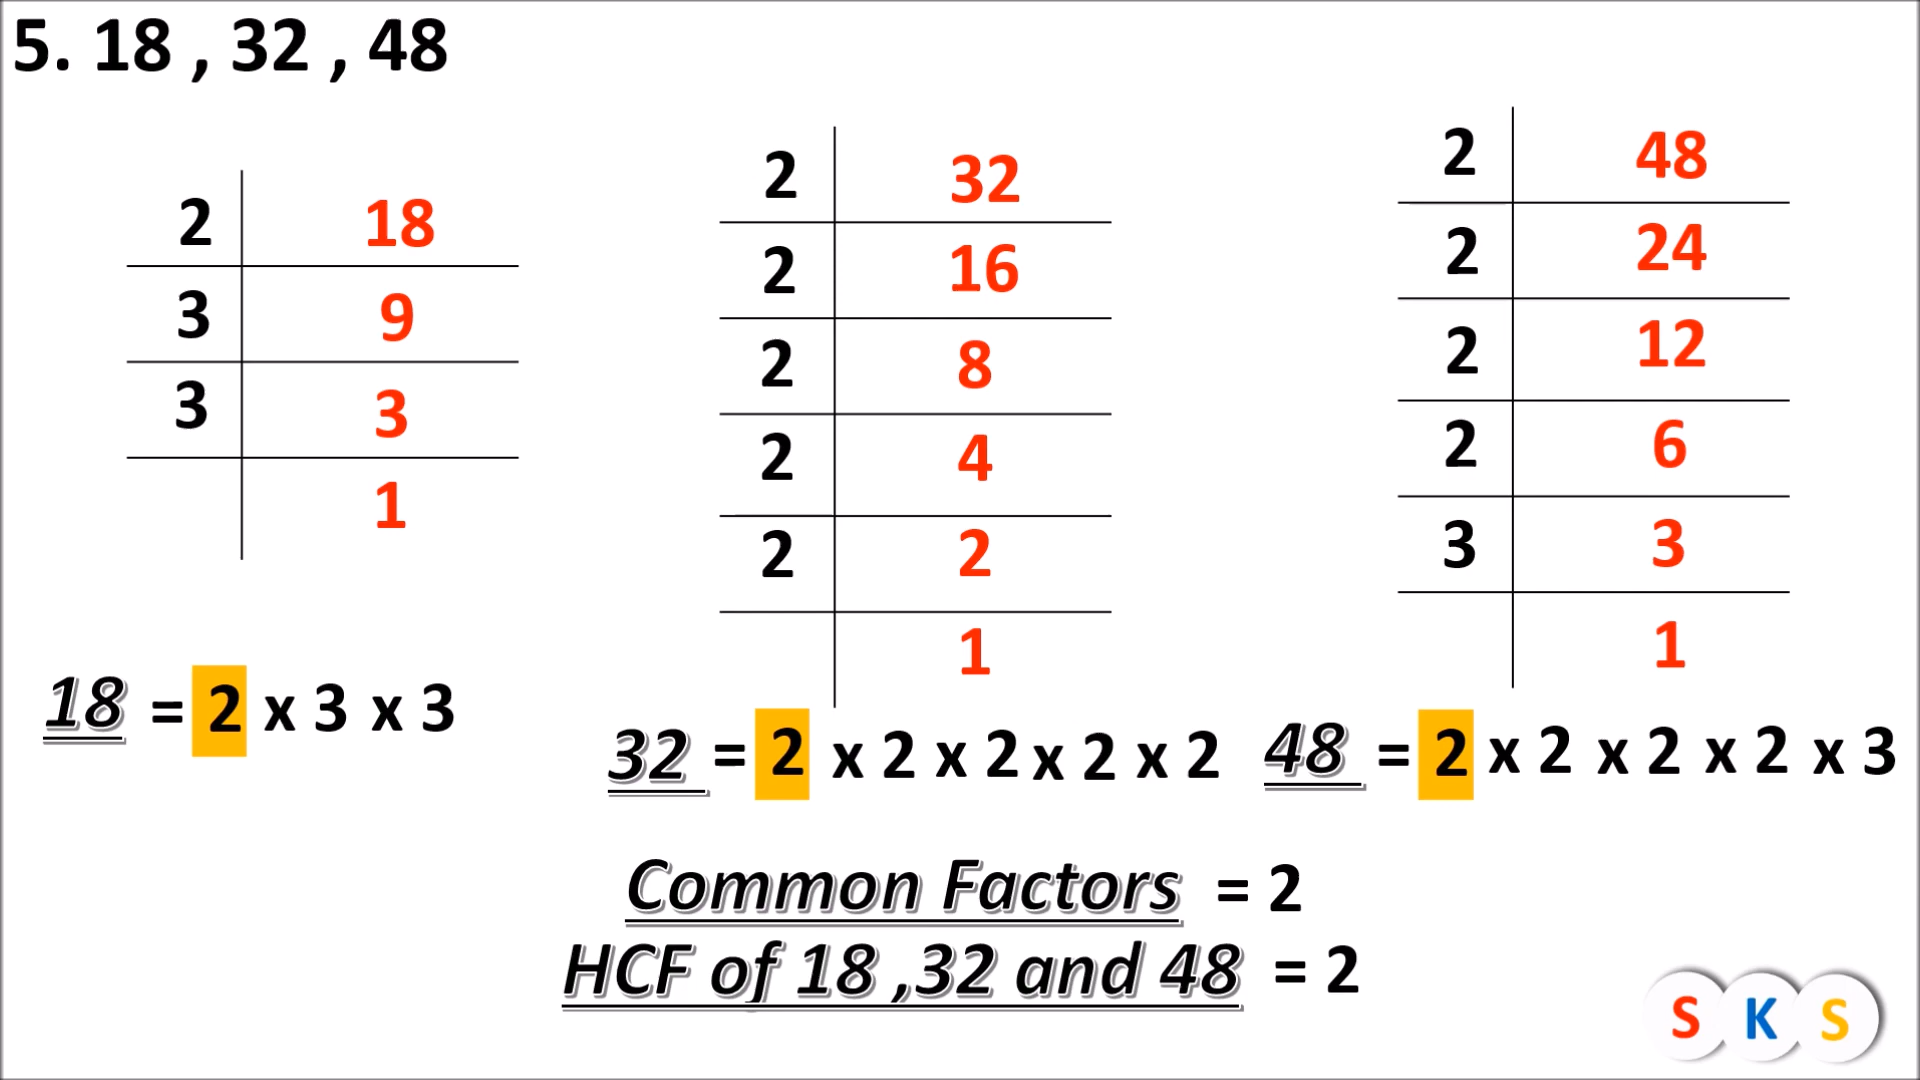 5. 18 , 32 , 48
2 18
3 9
3 3
1
18 = 2 x 3 x 3
2 32
2 16
2 8
2 4
2 2
1
32 = 2 x 2 x 2 x 2 x 2
2 48
2 24
2 12
2 6
3 3
1
48 = 2 x 2 x 2 x 2 x 3
Common Factors = 2
HCF of 18 ,32 and 48 = 2
S K S